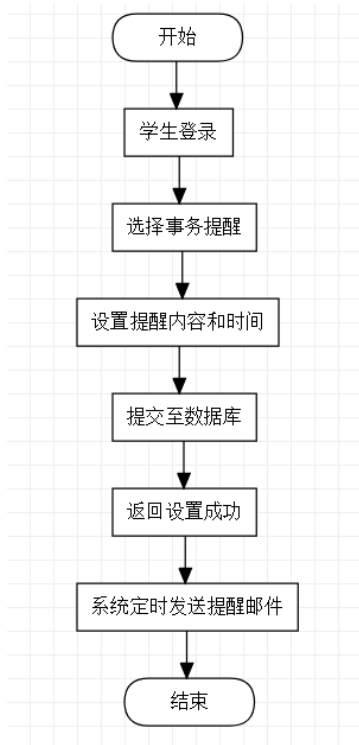 开始
学生登录
选择事务提醒
设置提醒内容和时间
提交至数据库
返回设置成功
系统定时发送提醒邮件
结束